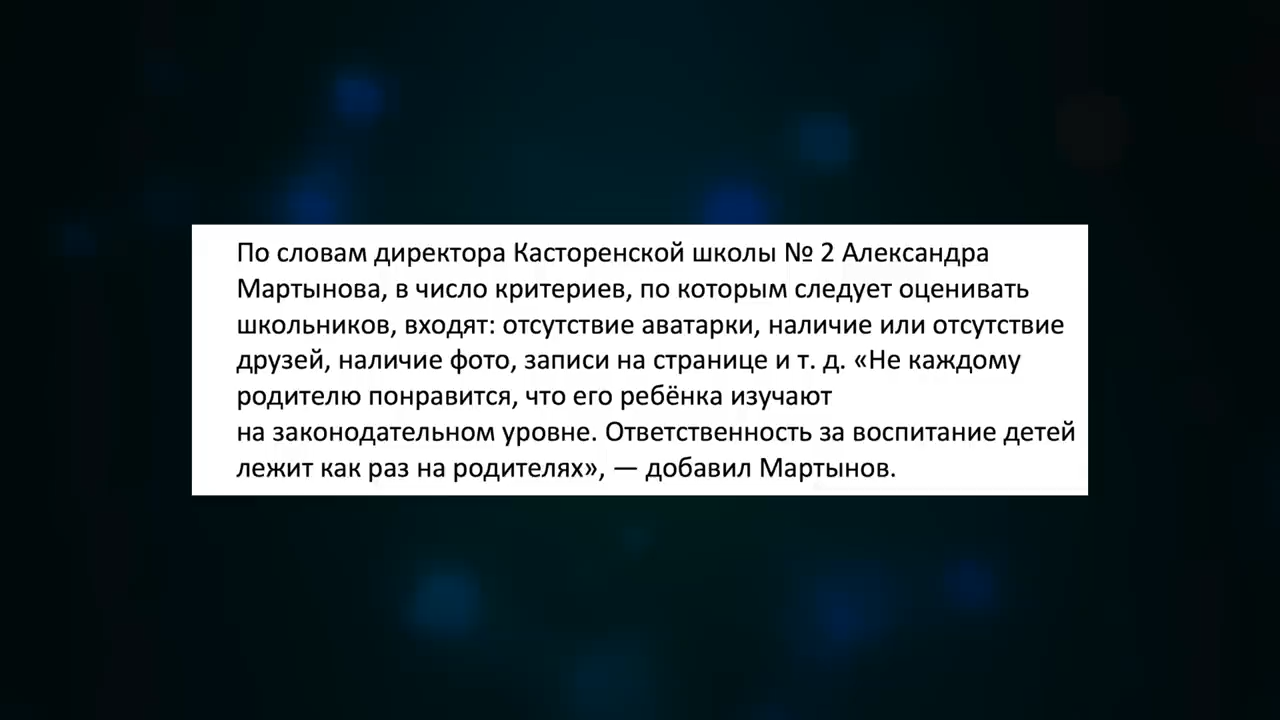 По словам директора Касторенской школы № 2 Александра
Мартынова, в число критериев, по которым следует оценивать
школьников, входят: отсутствие аватарки, наличие или отсутствие
друзей, наличие фото, записи на странице и т. д. «Не каждому
родителю понравится, что его ребёнка изучают
на законодательном уровне. Ответственность за воспитание детей
лежит как раз на родителях», — добавил Мартынов.